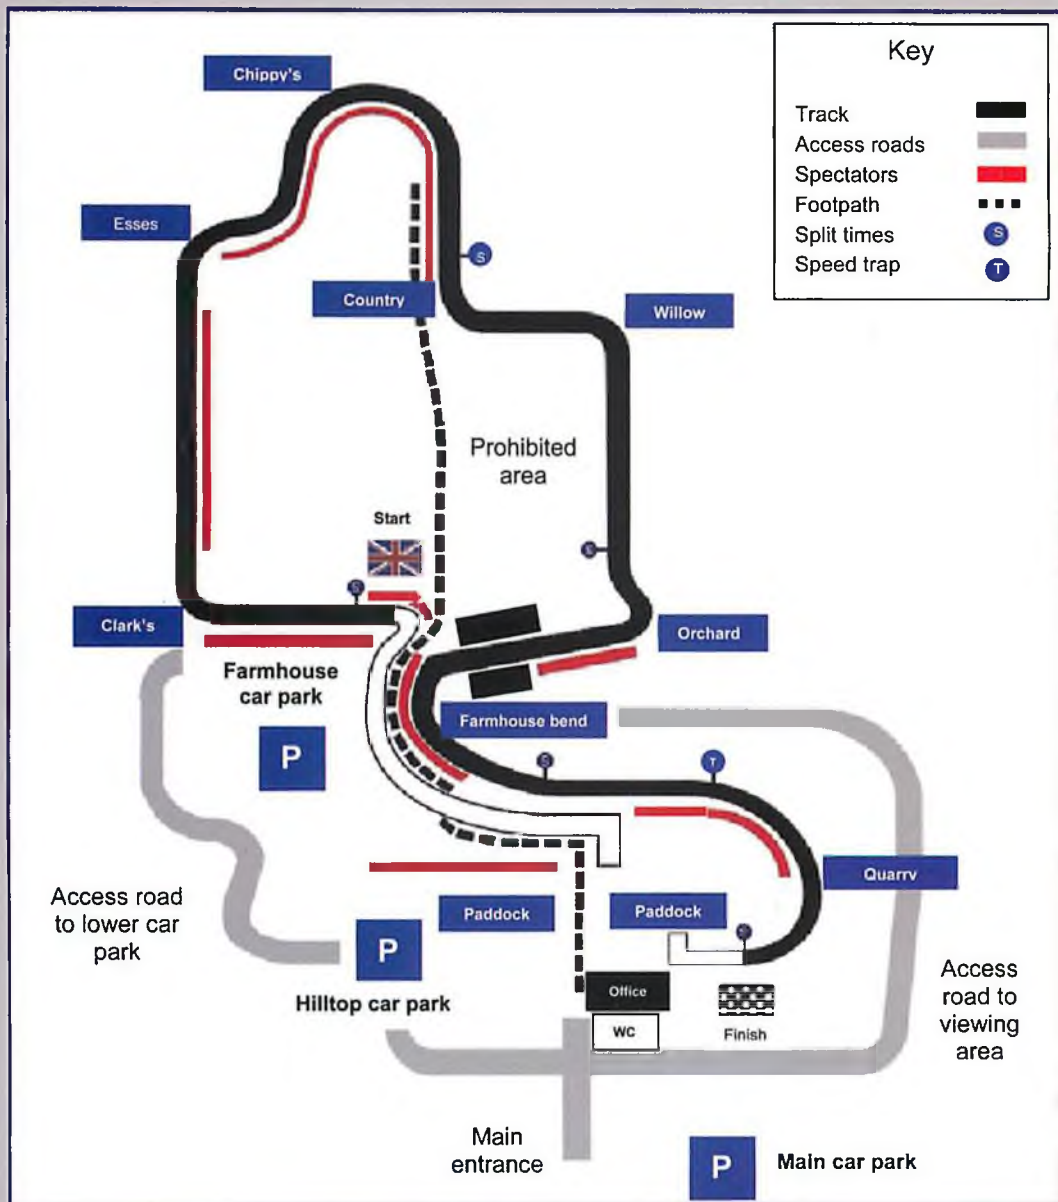 Key
Track
Access roads
Spectators
Footpath
Split times
S
Speed trap
T
Chippy's
Esses
S
Country
Willow
Prohibited
area
Start
S
S
Clark's
Orchard
Farmhouse
car park
Farmhouse bend
P
S
T
Quarry
Access road
to lower car
park
Paddock
Paddock
P
Office
Hilltop car park
WC
Finish
Access
road to
viewing
area
Main
entrance
P
Main car park